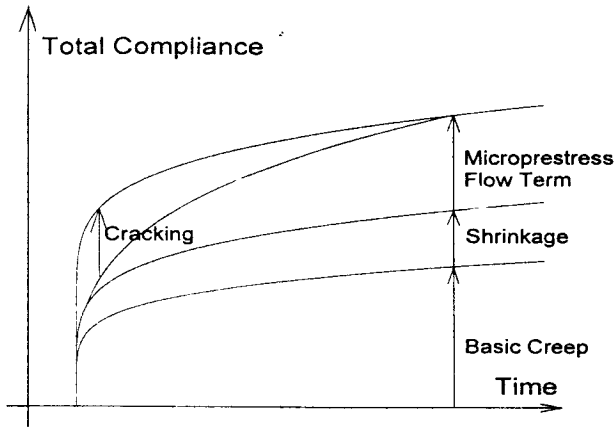 Total Compliance
Microprestress
Flow Term
Cracking
Shrinkage
Basic Creep
Time